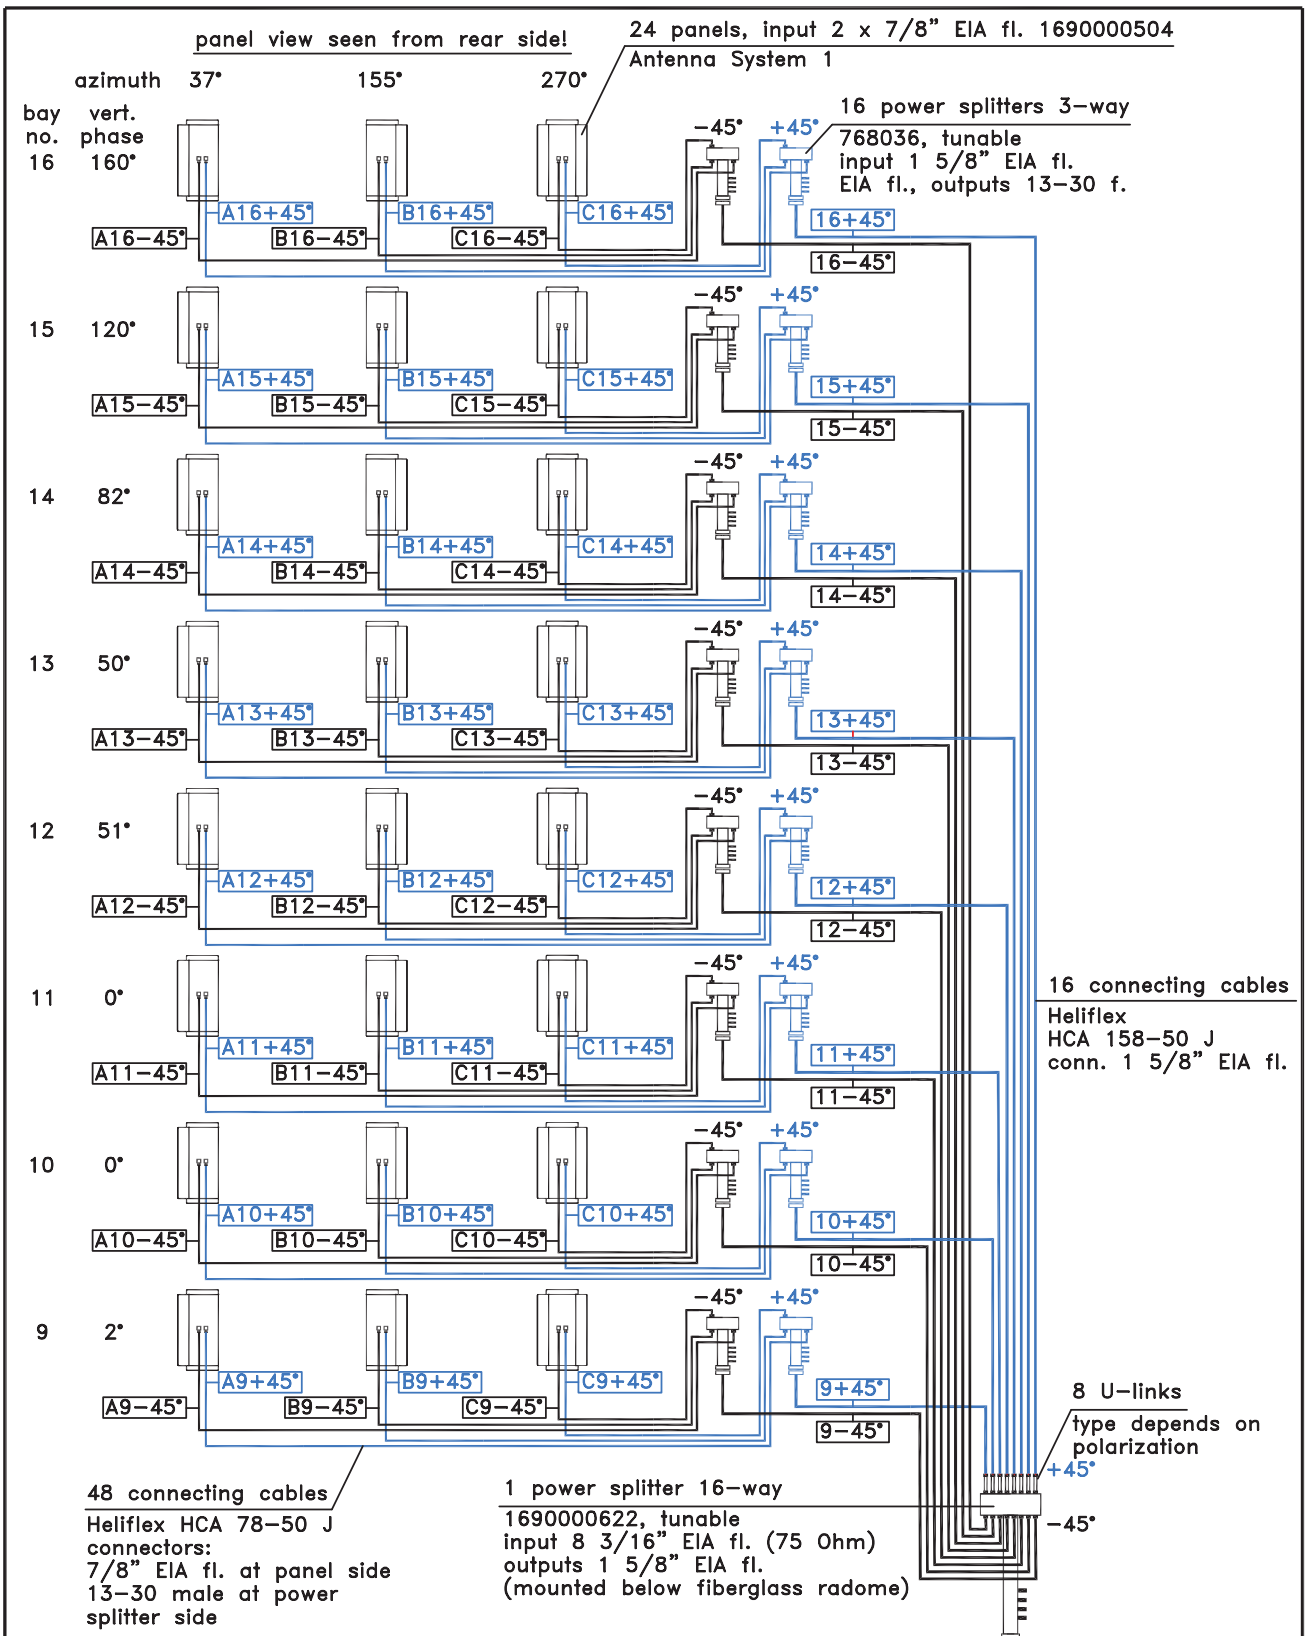 panel view seen from rear side!
24 panels, input 2 x 7/8” EIA fl. 1690000504
Antenna System 1
azimuth 37° 155° 270°
bay no.
vert. phase
16 power splitters 3-way
768036, tunable
input 1 5/8” EIA fl.
EIA fl., outputs 13-30 f.
16 160° -45° +45°
A16+45° B16+45° C16+45° 16+45°
A16-45° B16-45° C16-45° 16-45°
15 120° -45° +45°
A15+45° B15+45° C15+45° 15+45°
A15-45° B15-45° C15-45° 15-45°
14 82° -45° +45°
A14+45° B14+45° C14+45° 14+45°
A14-45° B14-45° C14-45° 14-45°
13 50° -45° +45°
A13+45° B13+45° C13+45° 13+45°
A13-45° B13-45° C13-45° 13-45°
12 51° -45° +45°
A12+45° B12+45° C12+45° 12+45°
A12-45° B12-45° C12-45° 12-45°
11 0° -45° +45°
A11+45° B11+45° C11+45° 11+45°
A11-45° B11-45° C11-45° 11-45°
16 connecting cables
Heliflex
HCA 158-50 J
conn. 1 5/8” EIA fl.
10 0° -45° +45°
A10+45° B10+45° C10+45° 10+45°
A10-45° B10-45° C10-45° 10-45°
9 2° -45° +45°
A9+45° B9+45° C9+45° 9+45°
A9-45° B9-45° C9-45° 9-45°
8 U-links
type depends on
polarization
+45°
-45°
48 connecting cables
Heliflex HCA 78-50 J
connectors:
7/8” EIA fl. at panel side
13-30 male at power
splitter side
1 power splitter 16-way
1690000622, tunable
input 8 3/16” EIA fl. (75 Ohm)
outputs 1 5/8” EIA fl.
(mounted below fiberglass radome)